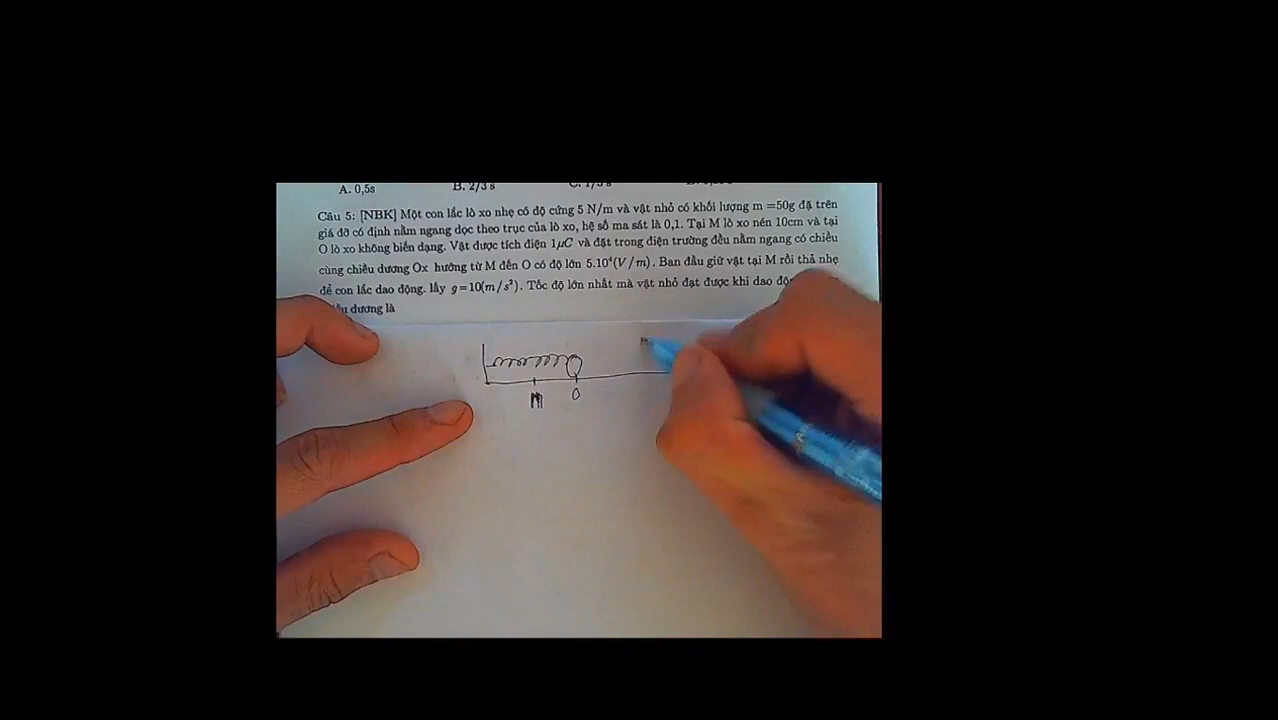 A. 0,5s B. 2/3 s C. 1/3 s
Câu 5: [NBK] Một con lắc lò xo nhẹ có độ cứng 5 N/m và vật nhỏ có khối lượng m =50g đặ trên
giá đỡ có định nằm ngang dọc theo trục của lò xo, hệ số ma sát là 0,1. Tại M lò xo nén 10cm và tại
O lò xo không biến dạng. Vật được tích điện 1μC và đặt trong điện trường đều nằm ngang có chiều
cùng chiều dương Ox hướng từ M đến O có độ lớn 5.10⁴(V/m). Ban đầu giữ vật tại M rồi thả nhẹ
để con lắc dao động. lấy g=10(m/s²). Tốc độ lớn nhất mà vật nhỏ đạt được khi dao
dương là
M O